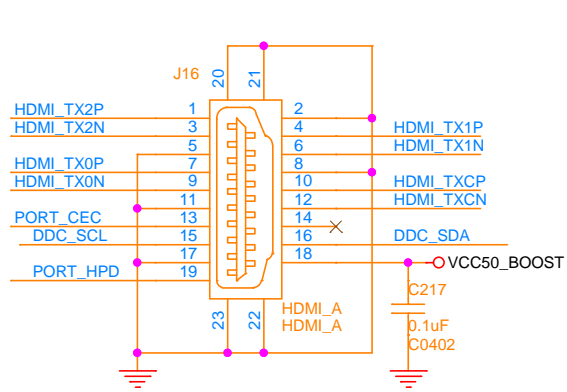 J16
20
21
HDMI_TX2P 1 2
HDMI_TX2N 3 4 HDMI_TX1P
5 6 HDMI_TX1N
HDMI_TX0P 7 8
HDMI_TX0N 9 10 HDMI_TXCP
11 12 HDMI_TXCN
PORT_CEC 13 14
DDC_SCL 15 16 DDC_SDA
17 18 VCC50_BOOST
PORT_HPD 19
C217
HDMI_A
HDMI_A
23
22
0.1uF
C0402